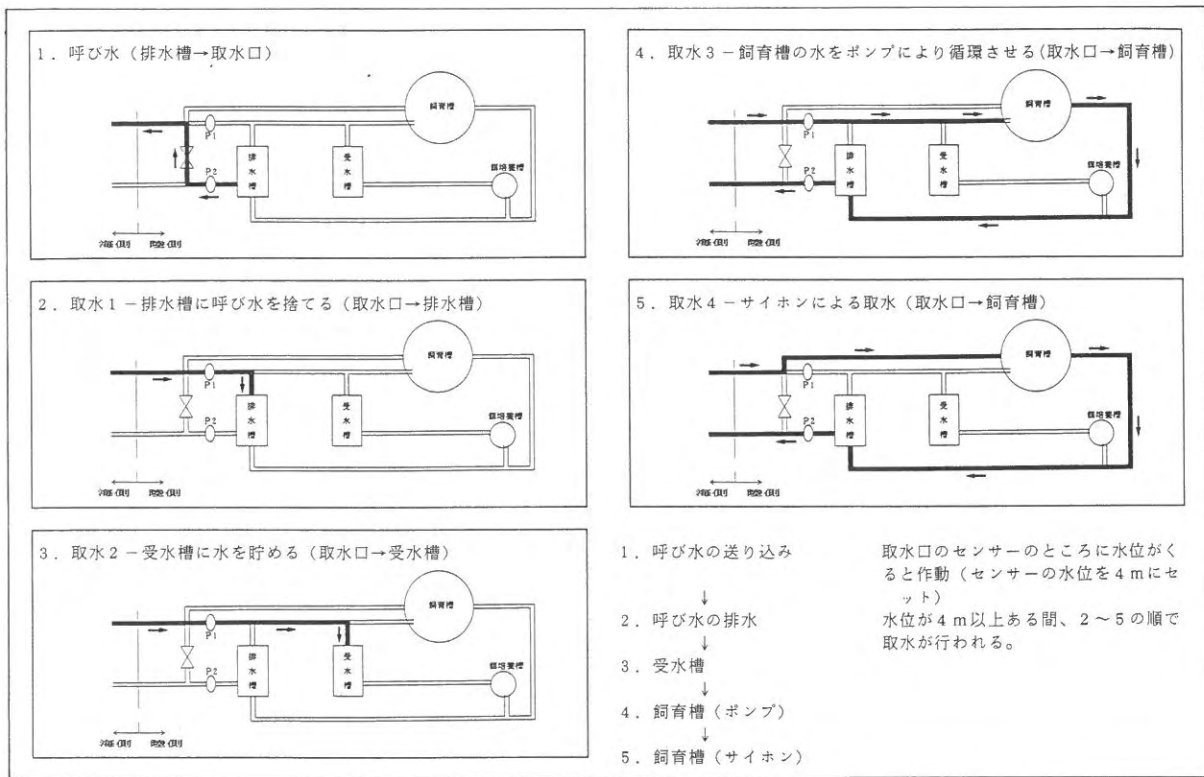 1．呼び水（排水槽→取水口）
飼育槽
P1
排水槽
受水槽
P2
海側
陸側
2．取水1－排水槽に呼び水を捨てる（取水口→排水槽）
飼育槽
P1
排水槽
受水槽
P2
海側
陸側
3．取水2－受水槽に水を貯める（取水口→受水槽）
飼育槽
P1
排水槽
受水槽
P2
海側
陸側
4．取水3－飼育槽の水をポンプにより循環させる（取水口→飼育槽）
飼育槽
P1
排水槽
受水槽
P2
海側
陸側
5．取水4－サイホンによる取水（取水口→飼育槽）
飼育槽
P1
排水槽
受水槽
P2
海側
陸側
1．呼び水の送り込み
↓
2．呼び水の排水
↓
3．受水槽
↓
4．飼育槽（ポンプ）
↓
5．飼育槽（サイホン）
取水口のセンサーのところに水位がく
ると作動（センサーの水位を4mにセ
ット）
水位が4m以上ある間、2～5の順で
取水が行われる。